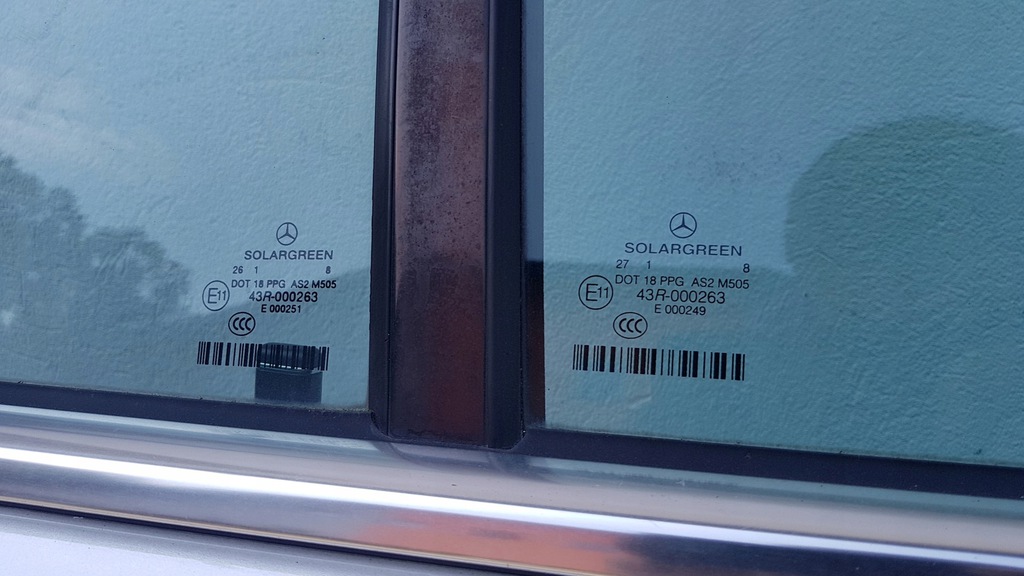 SOLARGREEN
26 1 8
DOT 18 PPG AS2 M505
E11 43R-000263
E 000251
CCC
SOLARGREEN
27 1 8
DOT 18 PPG AS2 M505
E11 43R-000263
E 000249
CCC